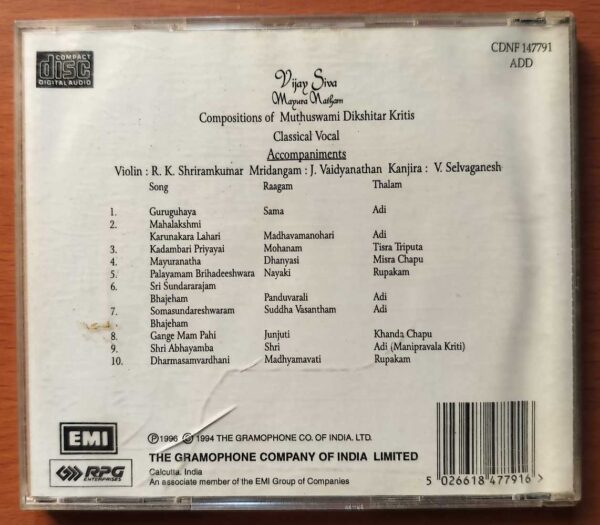 COMPACT
disc
DIGITAL AUDIO
CDNF 147791
ADD
Vijay Siva
Mayura Natham
Compositions of Muthuswami Dikshitar Kritis
Classical Vocal
Accompaniments
Violin : R. K. Shriramkumar Mridangam : J. Vaidyanathan Kanjira : V. Selvaganesh
Song Raagam Thalam
1. Guruguhaya Sama Adi
2. Mahalakshmi
Karunakara Lahari Madhavamanohari Adi
3. Kadambari Priyayai Mohanam Tisra Triputa
4. Mayuranatha Dhanyasi Misra Chapu
5. Palayamam Brihadeeshwara Nayaki Rupakam
6. Sri Sundararajam
Bhajeham Panduvarali Adi
7. Somasundareshwaram Suddha Vasantham Adi
Bhajeham
8. Gange Mam Pahi Junjuti Khanda Chapu
9. Shri Abhayamba Shri Adi (Manipravala Kriti)
10. Dharmasamvardhani Madhyamavati Rupakam
EMI
℗ 1996 © 1994 THE GRAMOPHONE CO. OF INDIA. LTD.
THE GRAMOPHONE COMPANY OF INDIA LIMITED
RPG
ENTERPRISES
Calcutta. India
An associate member of the EMI Group of Companies
5 026618 477916 >